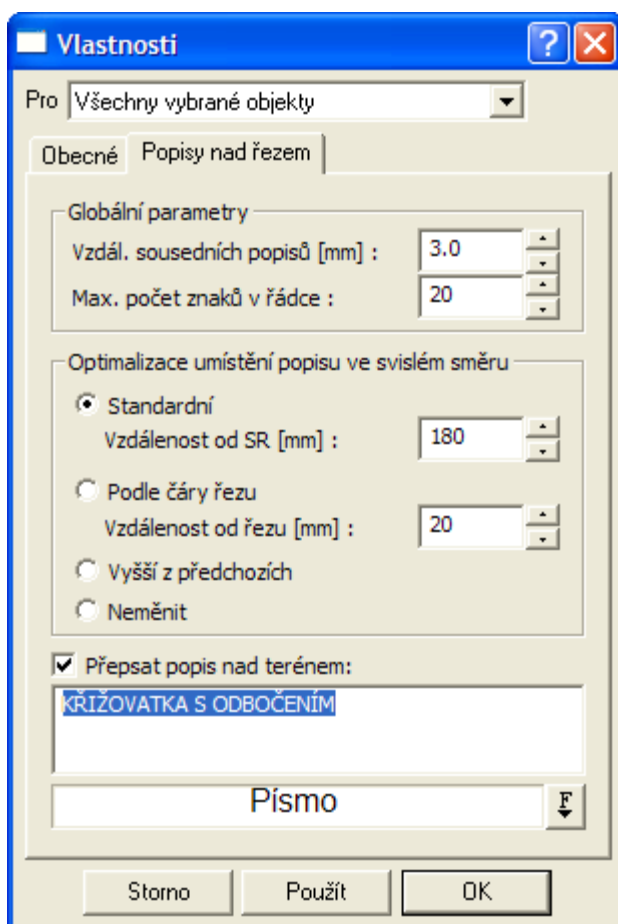 Vlastnosti
Pro Všechny vybrané objekty
Obecné Popisy nad řezem
Globální parametry
Vzdál. sousedních popisů [mm] : 3.0
Max. počet znaků v řádce : 20
Optimalizace umístění popisu ve svislém směru
Standardní
Vzdálenost od SR [mm] : 180
Podle čáry řezu
Vzdálenost od řezu [mm] : 20
Vyšší z předchozích
Neměnit
Přepsat popis nad terénem:
KŘIŽOVATKA S ODBOČENÍM
Písmo F
Storno Použít OK